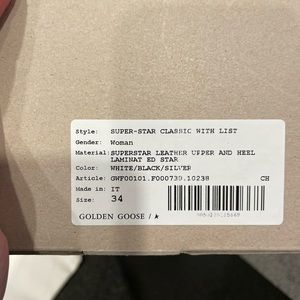 Style: SUPER-STAR CLASSIC WITH LIST
Gender: Woman
Material: SUPERSTAR LEATHER UPPER AND HEEL
LAMINAT ED STAR
Color: WHITE/BLACK/SILVER
Article: GWF00101.F000730.10238 CH
Made in: IT
Size: 34
GOLDEN GOOSE /